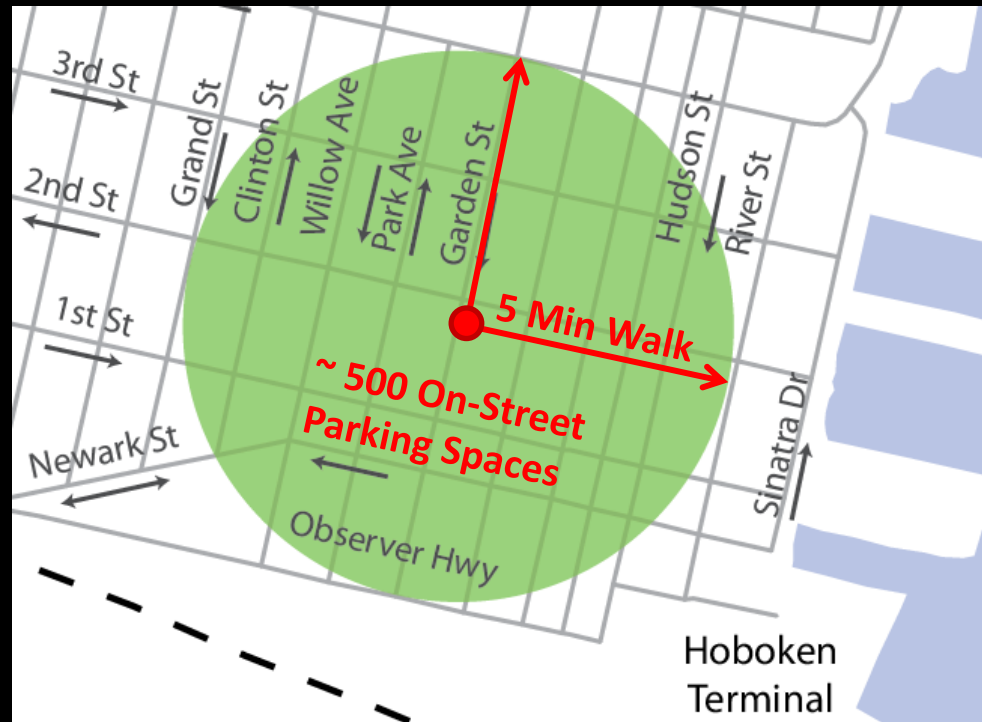 3rd St
Grand St
Clinton St
Willow Ave
Park Ave
Garden St
Hudson St
River St
2nd St
1st St
5 Min Walk
~ 500 On-Street
Parking Spaces
Newark St
Sinatra Dr
Observer Hwy
Hoboken
Terminal